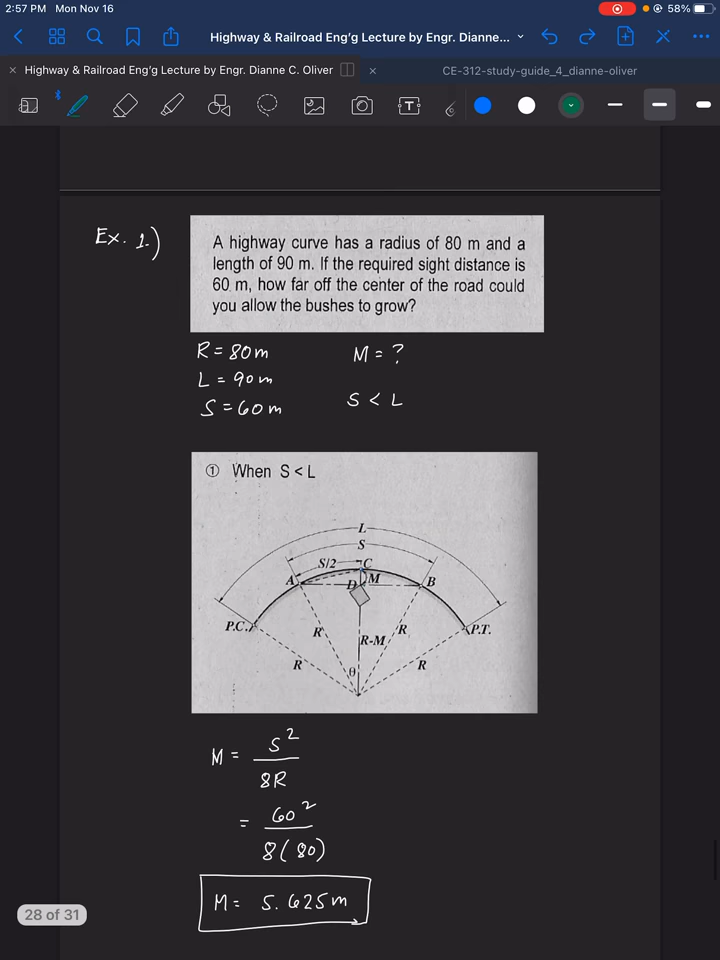 2:57 PM Mon Nov 16
58%
Highway & Railroad Eng'g Lecture by Engr. Dianne...
× Highway & Railroad Eng'g Lecture by Engr. Dianne C. Oliver
× CE-312-study-guide_4_dianne-oliver
T
Ex. 1.)
A highway curve has a radius of 80 m and a
length of 90 m. If the required sight distance is
60 m, how far off the center of the road could
you allow the bushes to grow?
R = 80m M = ?
L = 90m
S = 60m S < L
① When S < L
L
S
S/2 C
A D M B
P.C. P.T.
R R-M R
R θ R
M = S²/8R
= 60²/8(80)
M = 5.625m
28 of 31